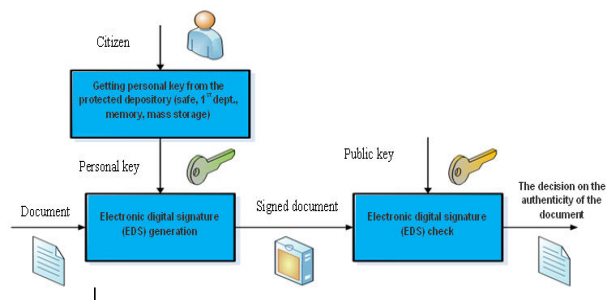 Citizen
Getting personal key from the
protected depository (safe, 1st dept.,
memory, mass storage)
Personal key
Public key
Document
Electronic digital signature
(EDS) generation
Signed document
Electronic digital signature
(EDS) check
The decision on the
authenticity of the
document